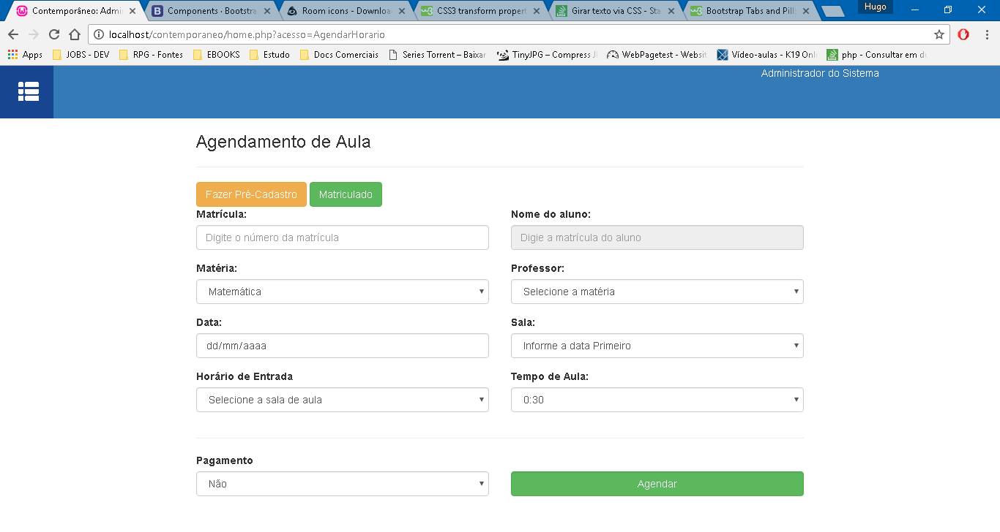 Hugo
Contemporâneo: Admi
Components · Bootstra
Room icons - Downloa
CSS3 transform propert
Girar texto via CSS - Sta
Bootstrap Tabs and Pill
localhost/contemporaneo/home.php?acesso=AgendarHorario
Apps JOBS - DEV RPG - Fontes EBOOKS Estudo Docs Comerciais Series Torrent – Baixar TinyJPG – Compress J WebPagetest - Websit Vídeo-aulas - K19 Onl php - Consultar em d
Administrador do Sistema
Agendamento de Aula
Fazer Pré-Cadastro Matriculado
Matrícula: Nome do aluno:
Digite o número da matrícula Digie a matrícula do aluno
Matéria: Professor:
Matemática Selecione a matéria
Data: Sala:
dd/mm/aaaa Informe a data Primeiro
Horário de Entrada Tempo de Aula:
Selecione a sala de aula 0:30
Pagamento
Não Agendar